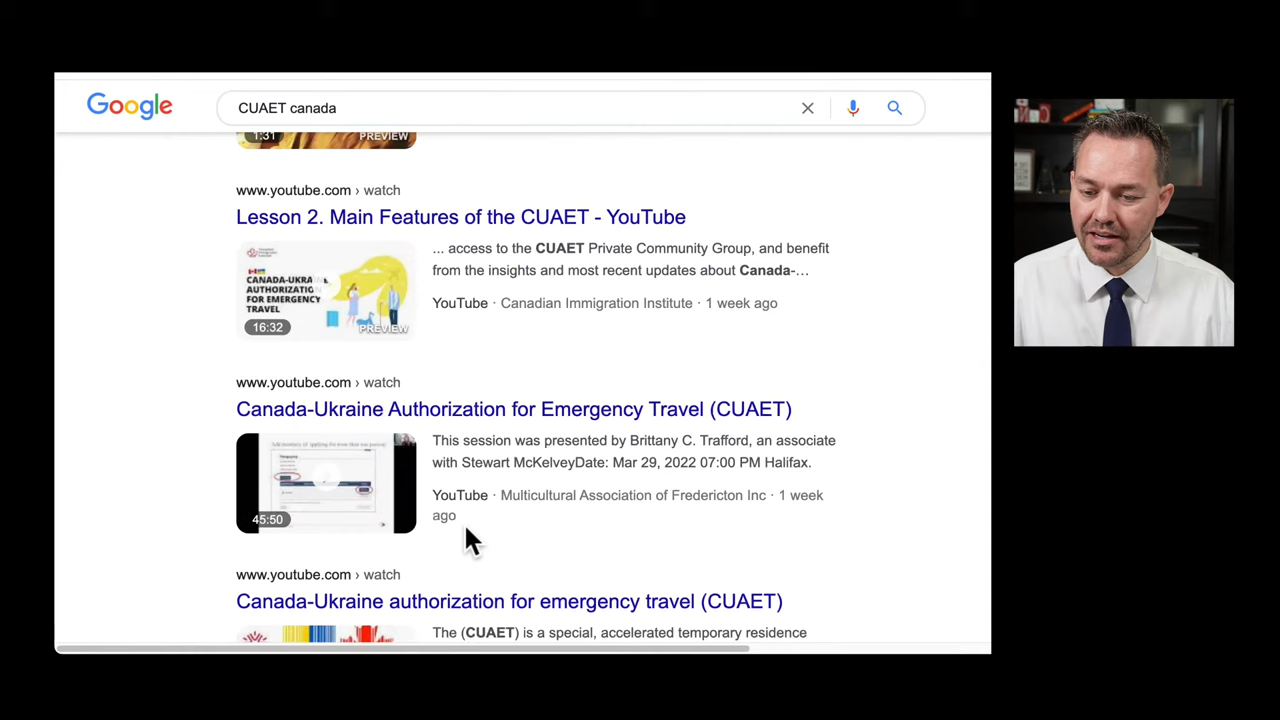 Google
CUAET canada
1:31
PREVIEW
www.youtube.com › watch
Lesson 2. Main Features of the CUAET - YouTube
CANADA-UKRAINE
AUTHORIZATION
FOR EMERGENCY
TRAVEL
16:32
PREVIEW
... access to the CUAET Private Community Group, and benefit
from the insights and most recent updates about Canada-...
YouTube · Canadian Immigration Institute · 1 week ago
www.youtube.com › watch
Canada-Ukraine Authorization for Emergency Travel (CUAET)
45:50
This session was presented by Brittany C. Trafford, an associate
with Stewart McKelveyDate: Mar 29, 2022 07:00 PM Halifax.
YouTube · Multicultural Association of Fredericton Inc · 1 week
ago
www.youtube.com › watch
Canada-Ukraine authorization for emergency travel (CUAET)
The (CUAET) is a special, accelerated temporary residence